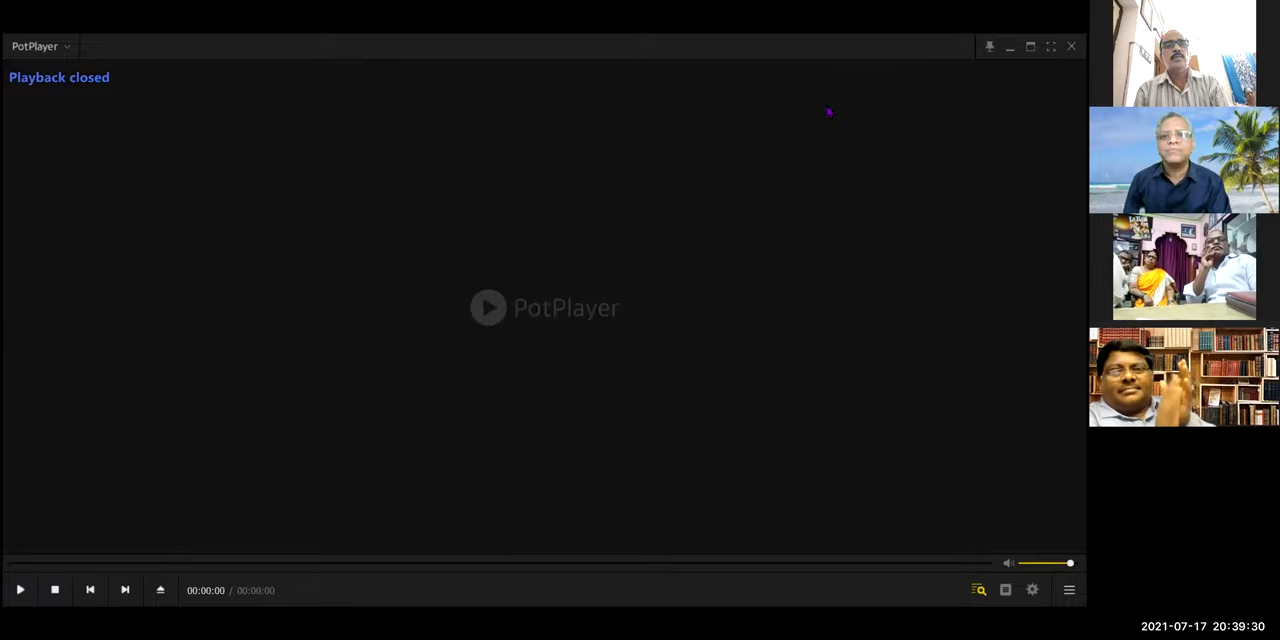 PotPlayer
Playback closed
PotPlayer
00:00:00 / 00:00:00
2021-07-17 20:39:30